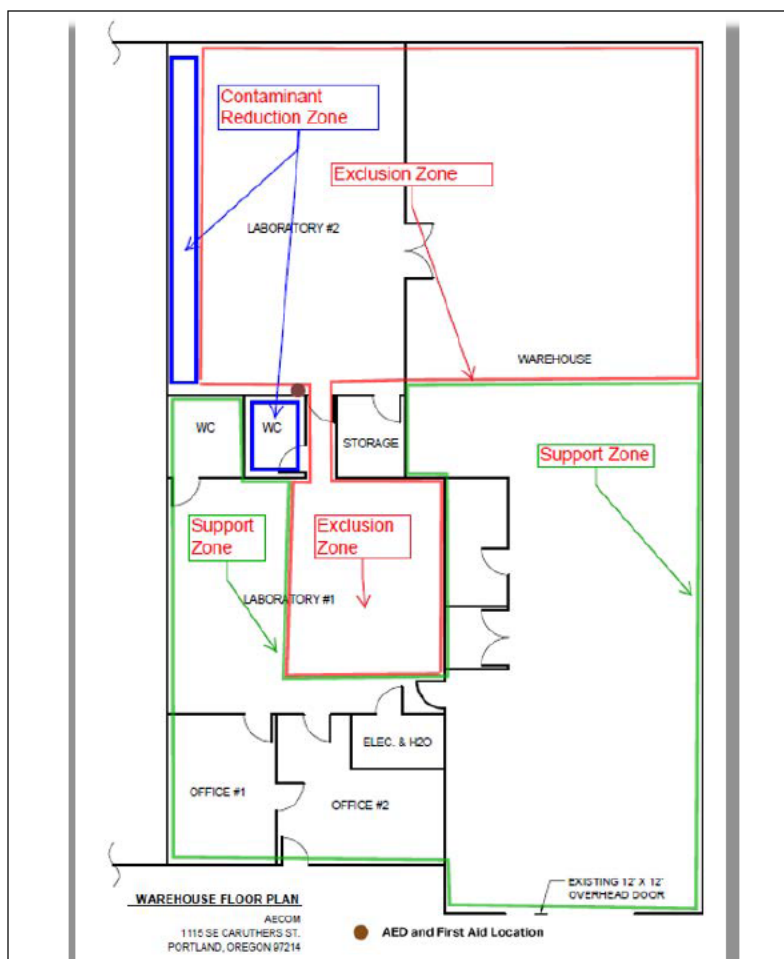 Contaminant
Reduction Zone
Exclusion Zone
LABORATORY #2
WAREHOUSE
WC
WC
STORAGE
Support Zone
Support
Zone
Exclusion
Zone
LABORATORY #1
ELEC. & H2O
OFFICE #1
OFFICE #2
EXISTING 12' X 12'
OVERHEAD DOOR
WAREHOUSE FLOOR PLAN
AECOM
1115 SE CARUTHERS ST.
PORTLAND, OREGON 97214
AED and First Aid Location